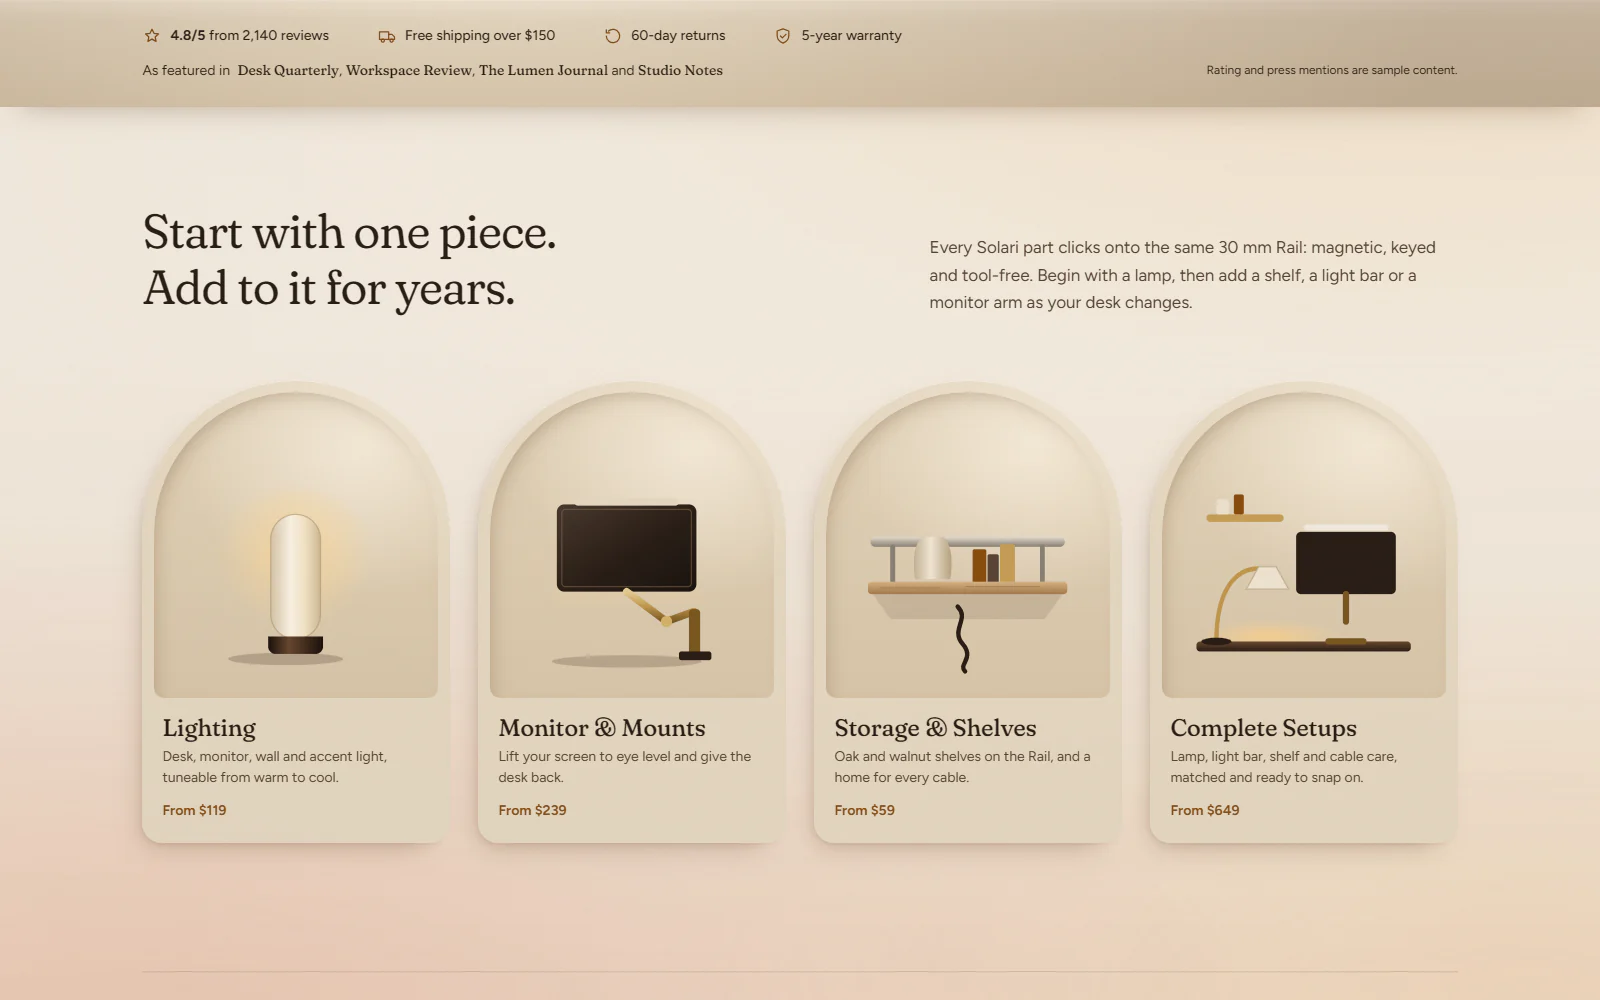 4.8/5 from 2,140 reviews
Free shipping over $150
60-day returns
5-year warranty
As featured in Desk Quarterly, Workspace Review, The Lumen Journal and Studio Notes
Rating and press mentions are sample content.
Start with one piece.
Add to it for years.
Every Solari part clicks onto the same 30 mm Rail: magnetic, keyed
and tool-free. Begin with a lamp, then add a shelf, a light bar or a
monitor arm as your desk changes.
Lighting
Desk, monitor, wall and accent light,
tuneable from warm to cool.
From $119
Monitor & Mounts
Lift your screen to eye level and give the
desk back.
From $239
Storage & Shelves
Oak and walnut shelves on the Rail, and a
home for every cable.
From $59
Complete Setups
Lamp, light bar, shelf and cable care,
matched and ready to snap on.
From $649